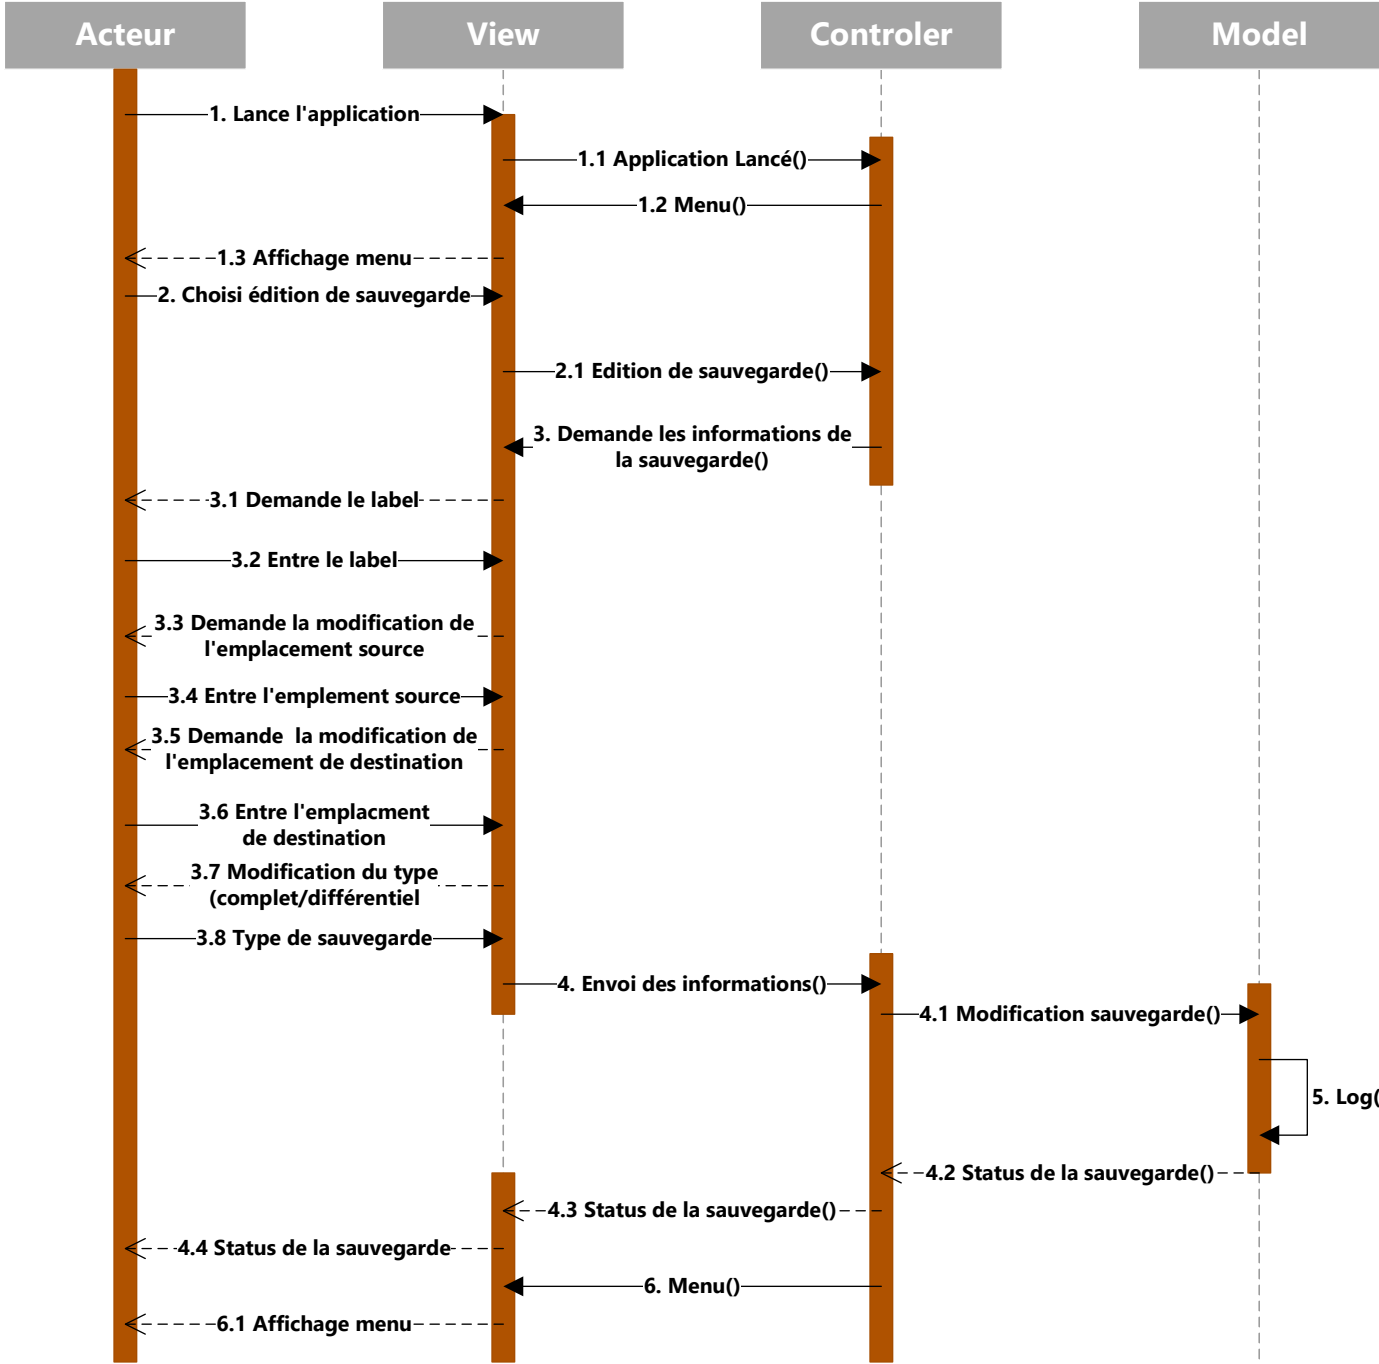 Acteur
View
Controler
Model
1. Lance l'application
1.1 Application Lancé()
1.2 Menu()
1.3 Affichage menu
2. Choisi édition de sauvegarde
2.1 Edition de sauvegarde()
3. Demande les informations de
la sauvegarde()
3.1 Demande le label
3.2 Entre le label
3.3 Demande la modification de
l'emplacement source
3.4 Entre l'emplement source
3.5 Demande  la modification de
l'emplacement de destination
3.6 Entre l'emplacment
de destination
3.7 Modification du type
(complet/différentiel
3.8 Type de sauvegarde
4. Envoi des informations()
4.1 Modification sauvegarde()
5. Log(
4.2 Status de la sauvegarde()
4.3 Status de la sauvegarde()
4.4 Status de la sauvegarde
6. Menu()
6.1 Affichage menu